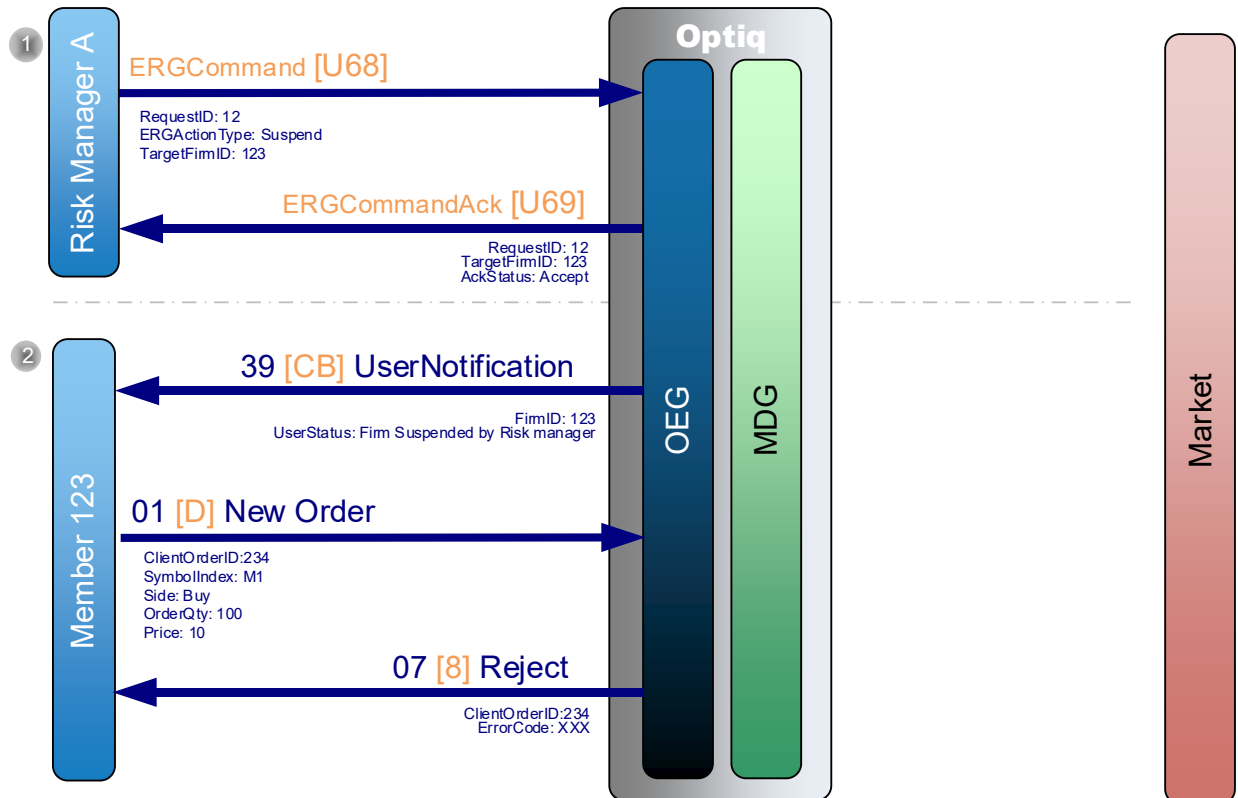 1
Risk Manager A
Optiq
ERGCommand [U68]
RequestID: 12
ERGActionType: Suspend
TargetFirmID: 123
ERGCommandAck [U69]
RequestID: 12
TargetFirmID: 123
AckStatus: Accept
2
Member 123
39 [CB] UserNotification
FirmID: 123
UserStatus: Firm Suspended by Risk manager
01 [D] New Order
ClientOrderID:234
SymbolIndex: M1
Side: Buy
OrderQty: 100
Price: 10
07 [8] Reject
ClientOrderID:234
ErrorCode: XXX
OEG
MDG
Market